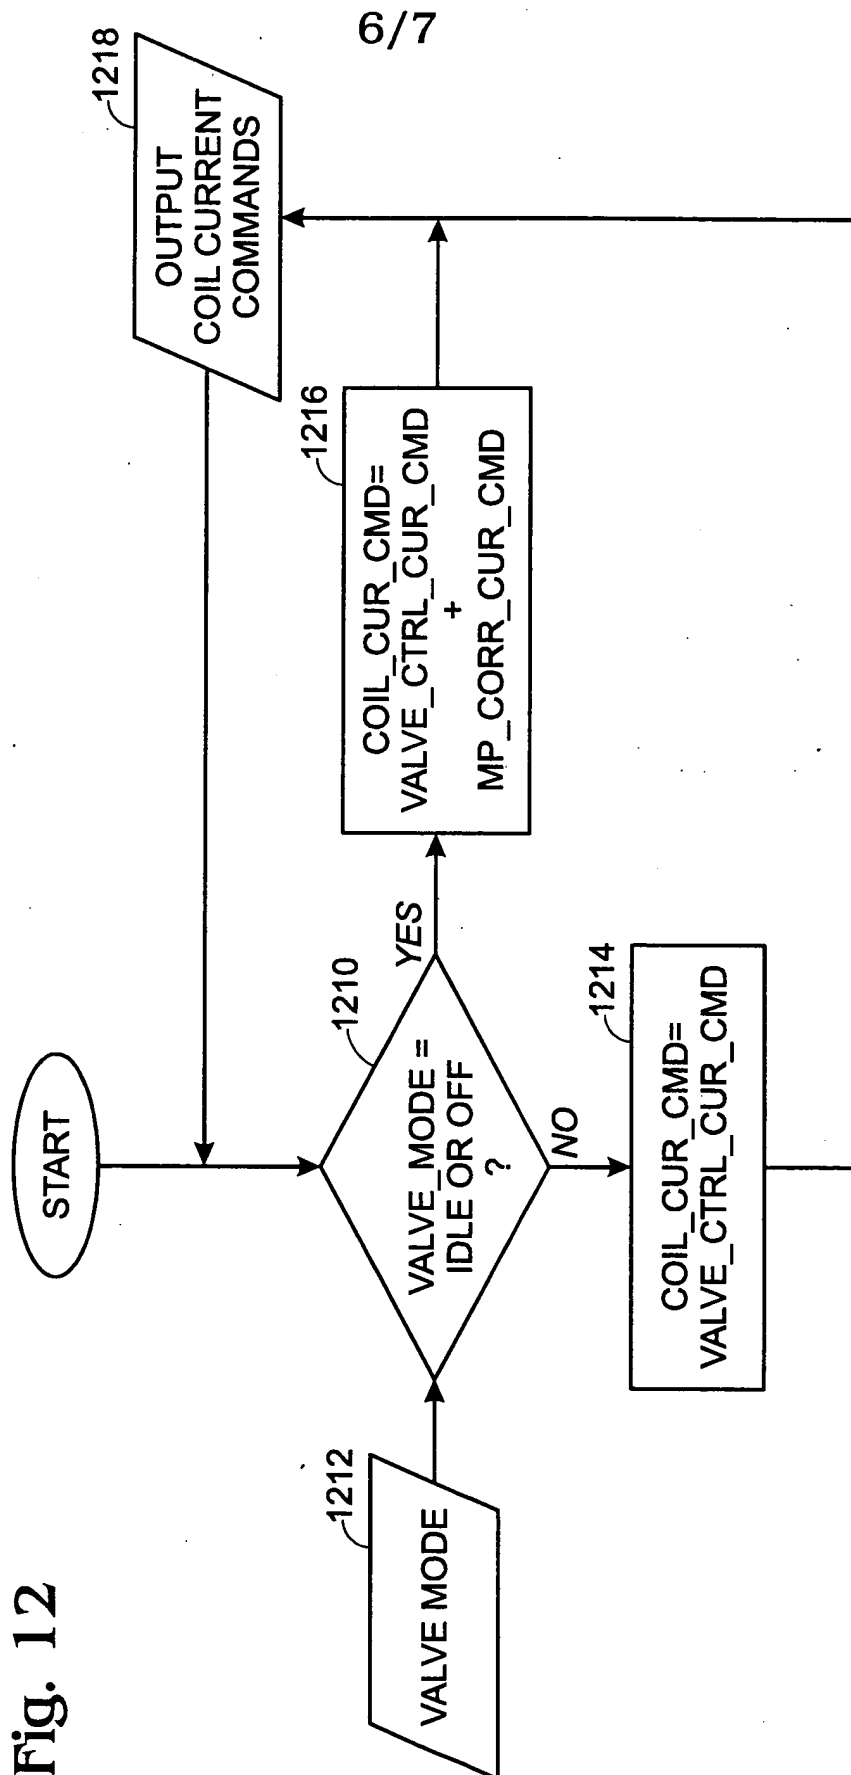 6/7
Fig. 12
START
1212
VALVE MODE
1210
VALVE_MODE =
IDLE OR OFF
?
YES
NO
1216
COIL_CUR_CMD=
VALVE_CTRL_CUR_CMD
+
MP_CORR_CUR_CMD
1214
COIL_CUR_CMD=
VALVE_CTRL_CUR_CMD
1218
OUTPUT
COIL CURRENT
COMMANDS